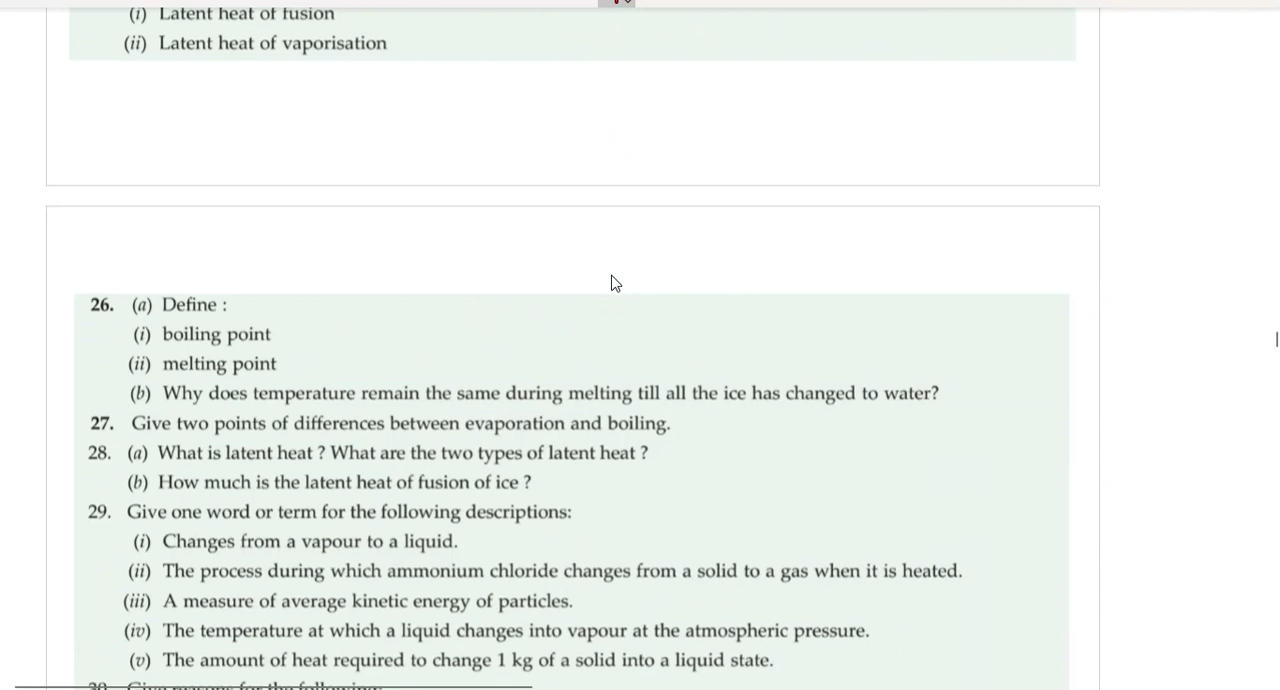 (i) Latent heat of fusion
(ii) Latent heat of vaporisation
26. (a) Define :
(i) boiling point
(ii) melting point
(b) Why does temperature remain the same during melting till all the ice has changed to water?
27. Give two points of differences between evaporation and boiling.
28. (a) What is latent heat ? What are the two types of latent heat ?
(b) How much is the latent heat of fusion of ice ?
29. Give one word or term for the following descriptions:
(i) Changes from a vapour to a liquid.
(ii) The process during which ammonium chloride changes from a solid to a gas when it is heated.
(iii) A measure of average kinetic energy of particles.
(iv) The temperature at which a liquid changes into vapour at the atmospheric pressure.
(v) The amount of heat required to change 1 kg of a solid into a liquid state.
30. Give reasons for the following: